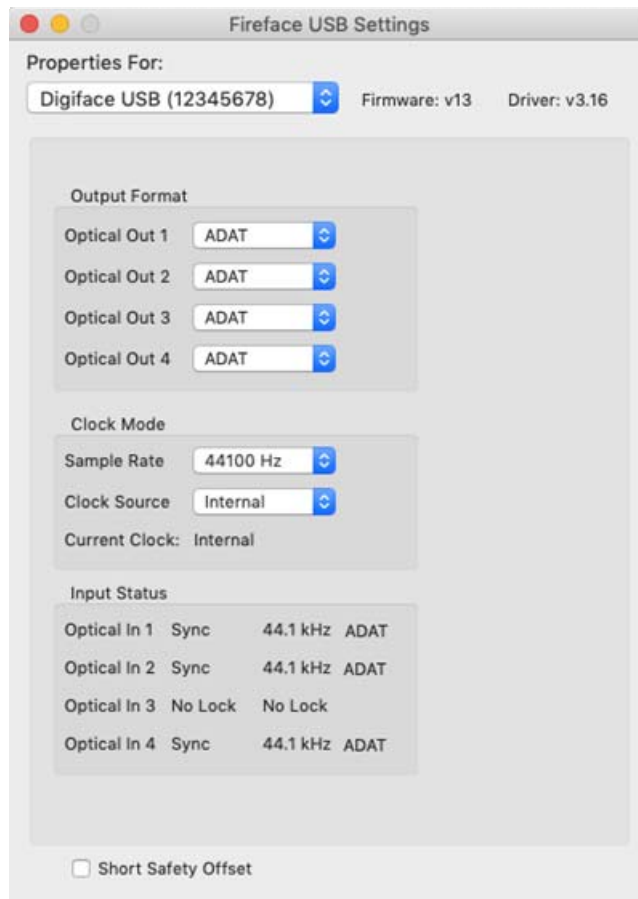 Fireface USB Settings
Properties For:
Digiface USB (12345678) Firmware: v13 Driver: v3.16
Output Format
Optical Out 1 ADAT
Optical Out 2 ADAT
Optical Out 3 ADAT
Optical Out 4 ADAT
Clock Mode
Sample Rate 44100 Hz
Clock Source Internal
Current Clock: Internal
Input Status
Optical In 1 Sync 44.1 kHz ADAT
Optical In 2 Sync 44.1 kHz ADAT
Optical In 3 No Lock No Lock
Optical In 4 Sync 44.1 kHz ADAT
Short Safety Offset